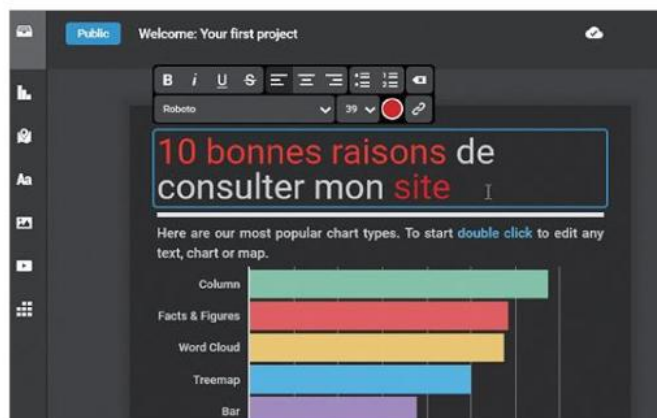 Public Welcome: Your first project
B i U S
Roboto 39
Aa
10 bonnes raisons de
consulter mon site
Here are our most popular chart types. To start double click to edit any
text, chart or map.
Column
Facts & Figures
Word Cloud
Treemap
Bar